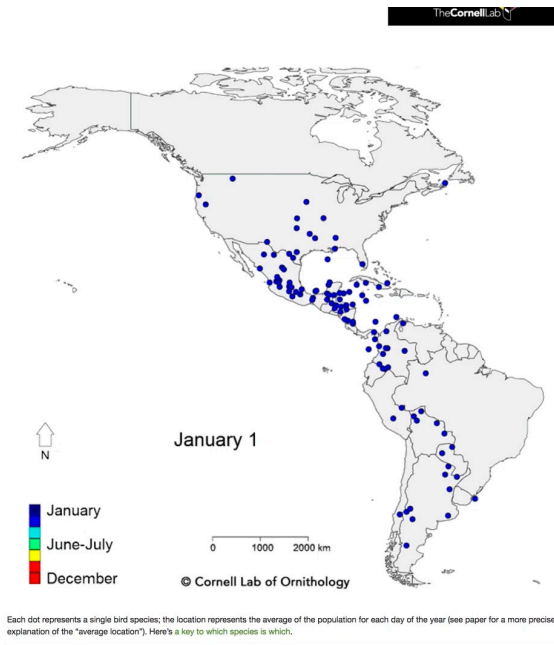 TheCornellLab
January 1
N
January
June-July
December
0 1000 2000 km
© Cornell Lab of Ornithology
Each dot represents a single bird species; the location represents the average of the population for each day of the year (see paper for a more precise
explanation of the “average location”). Here’s a key to which species is which.